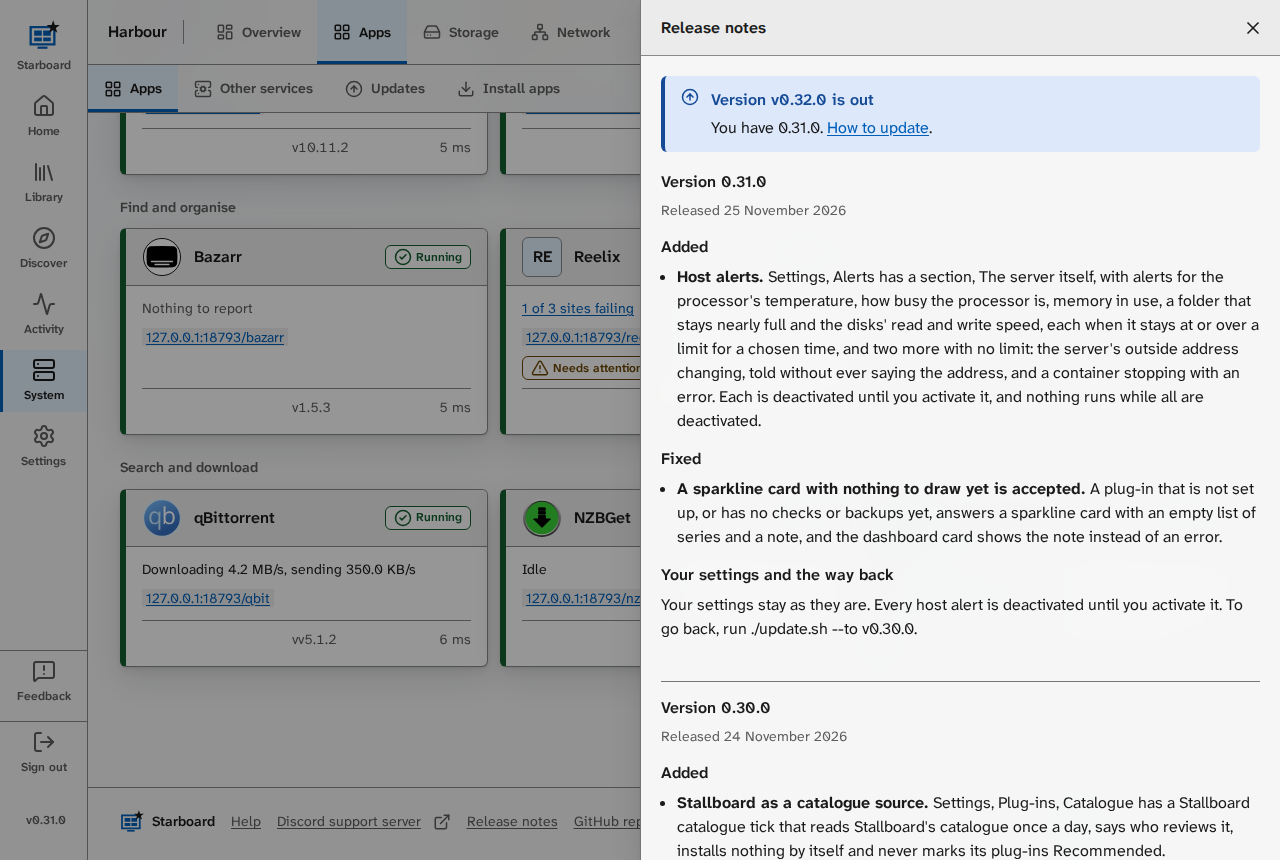 Starboard
Home
Library
Discover
Activity
System
Settings
Feedback
Sign out
v0.31.0
Harbour
Overview
Apps
Storage
Network
Apps
Other services
Updates
Install apps
v10.11.2
5 ms
Find and organise
Bazarr
Running
Nothing to report
127.0.0.1:18793/bazarr
v1.5.3
5 ms
RE
Reelix
1 of 3 sites failing
127.0.0.1:18793/re
Needs attention
Search and download
qb
qBittorrent
Running
Downloading 4.2 MB/s, sending 350.0 KB/s
127.0.0.1:18793/qbit
vv5.1.2
6 ms
NZBGet
Idle
127.0.0.1:18793/nz
Starboard
Help
Discord support server
Release notes
GitHub rep
Release notes
Version v0.32.0 is out
You have 0.31.0. How to update.
Version 0.31.0
Released 25 November 2026
Added
• Host alerts. Settings, Alerts has a section, The server itself, with alerts for the
processor's temperature, how busy the processor is, memory in use, a folder that
stays nearly full and the disks' read and write speed, each when it stays at or over a
limit for a chosen time, and two more with no limit: the server's outside address
changing, told without ever saying the address, and a container stopping with an
error. Each is deactivated until you activate it, and nothing runs while all are
deactivated.
Fixed
• A sparkline card with nothing to draw yet is accepted. A plug-in that is not set
up, or has no checks or backups yet, answers a sparkline card with an empty list of
series and a note, and the dashboard card shows the note instead of an error.
Your settings and the way back
Your settings stay as they are. Every host alert is deactivated until you activate it. To
go back, run ./update.sh --to v0.30.0.
Version 0.30.0
Released 24 November 2026
Added
• Stallboard as a catalogue source. Settings, Plug-ins, Catalogue has a Stallboard
catalogue tick that reads Stallboard's catalogue once a day, says who reviews it,
installs nothing by itself and never marks its plug-ins Recommended.